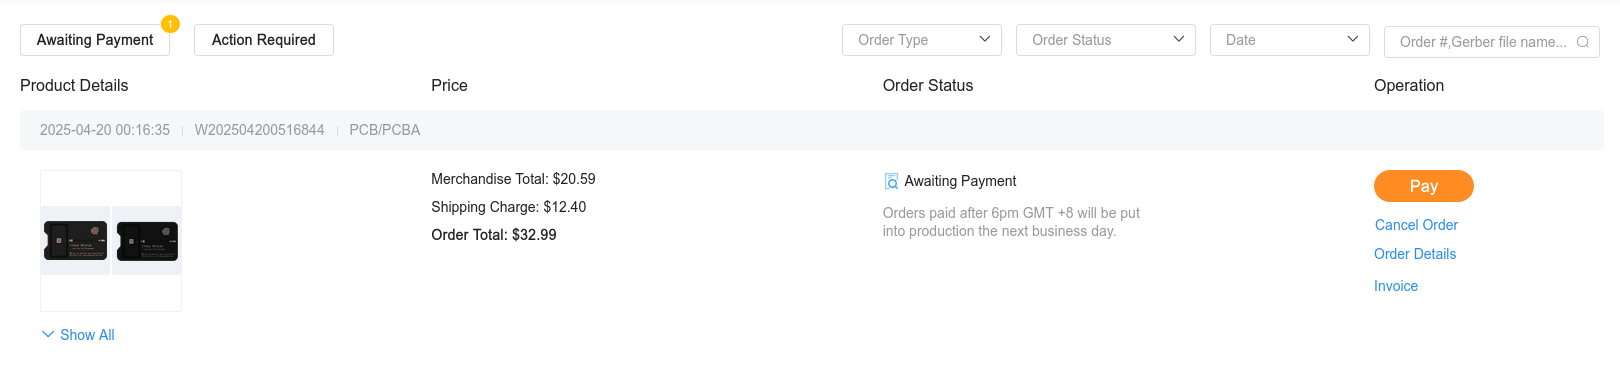 Awaiting Payment 1 Action Required Order Type Order Status Date Order #,Gerber file name...
Product Details Price Order Status Operation
2025-04-20 00:16:35 W202504200516844 PCB/PCBA
Merchandise Total: $20.59
Shipping Charge: $12.40
Order Total: $32.99
Awaiting Payment
Orders paid after 6pm GMT +8 will be put
into production the next business day.
Pay
Cancel Order
Order Details
Invoice
Show All